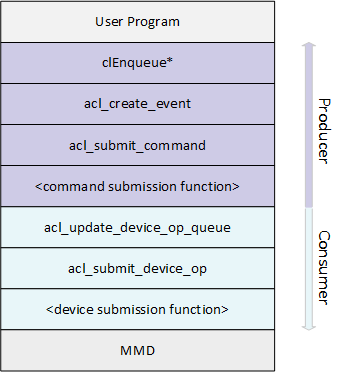 User Program
clEnqueue*
acl_create_event
acl_submit_command
<command submission function>
acl_update_device_op_queue
acl_submit_device_op
<device submission function>
MMD
Producer
Consumer